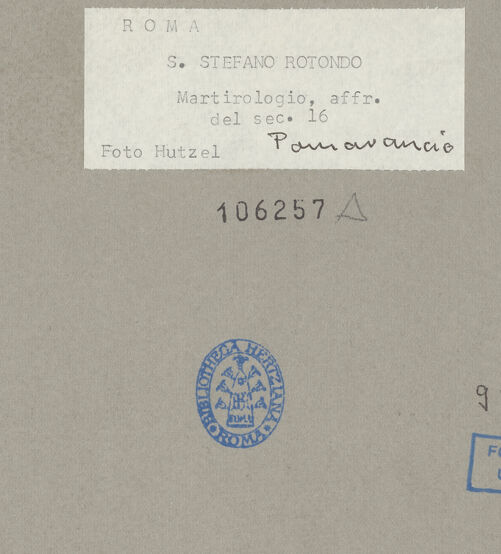 ROMA
S. STEFANO ROTONDO
Martirologio, affr.
del sec. 16
Pomarancio
Foto Hutzel
106257
BIBLIOTHECA HERTZIANA
ROMA
9